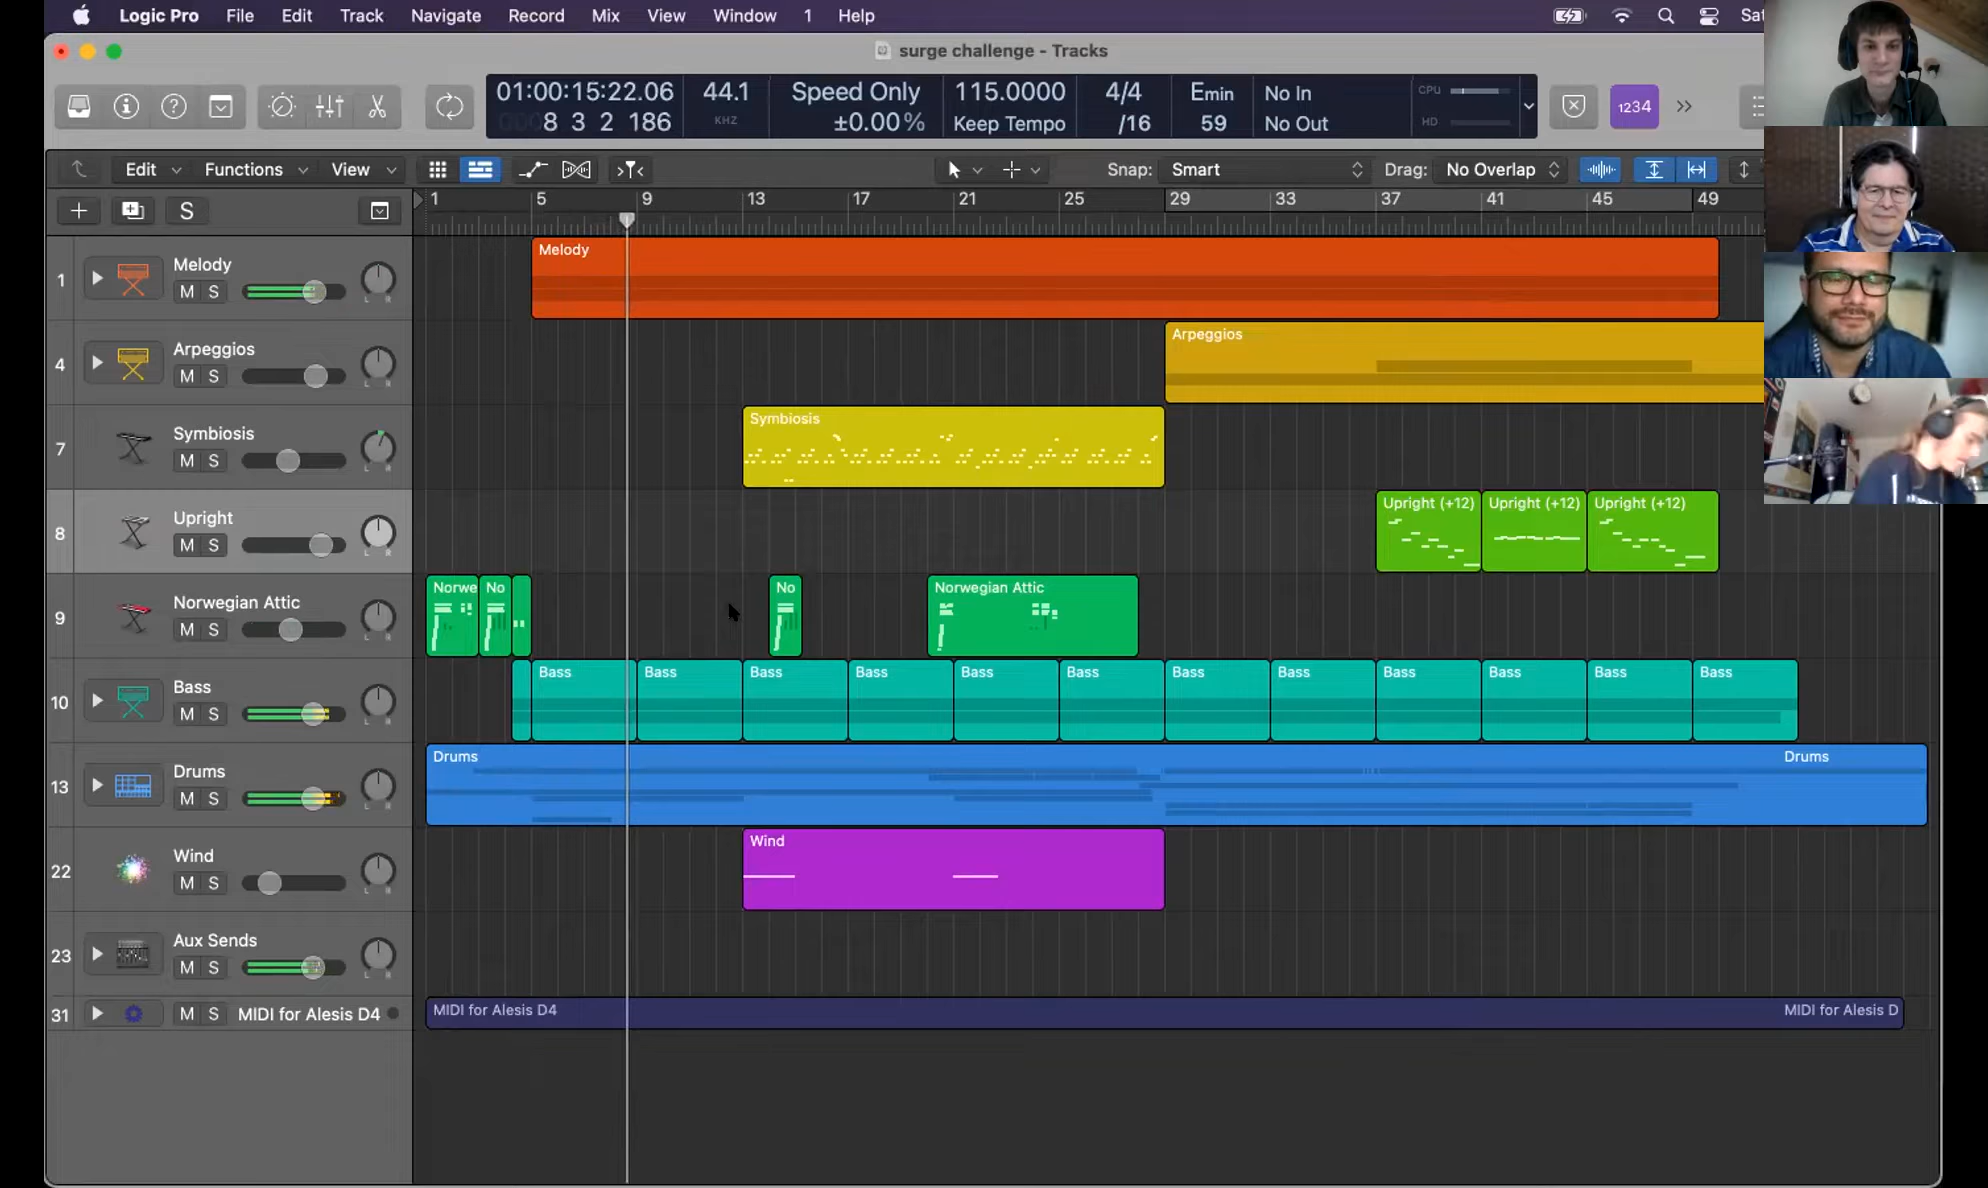 Logic Pro File Edit Track Navigate Record Mix View Window 1 Help Sat
surge challenge - Tracks
01:00:15:22.06 44.1 Speed Only 115.0000 4/4 Emin No In CPU
8 3 2 186 KHZ ±0.00% Keep Tempo /16 59 No Out HD
1234
Edit Functions View Snap: Smart Drag: No Overlap
S 1 5 9 13 17 21 25 29 33 37 41 45 49
1 Melody M S L R Melody
4 Arpeggios M S L R Arpeggios
7 Symbiosis M S L R Symbiosis
8 Upright M S L R Upright (+12) Upright (+12) Upright (+12)
9 Norwegian Attic M S L R Norwe No No Norwegian Attic
10 Bass M S L R Bass Bass Bass Bass Bass Bass Bass Bass Bass Bass Bass Bass
13 Drums M S L R Drums Drums
22 Wind M S L R Wind
23 Aux Sends M S L R
31 M S MIDI for Alesis D4 MIDI for Alesis D4 MIDI for Alesis D